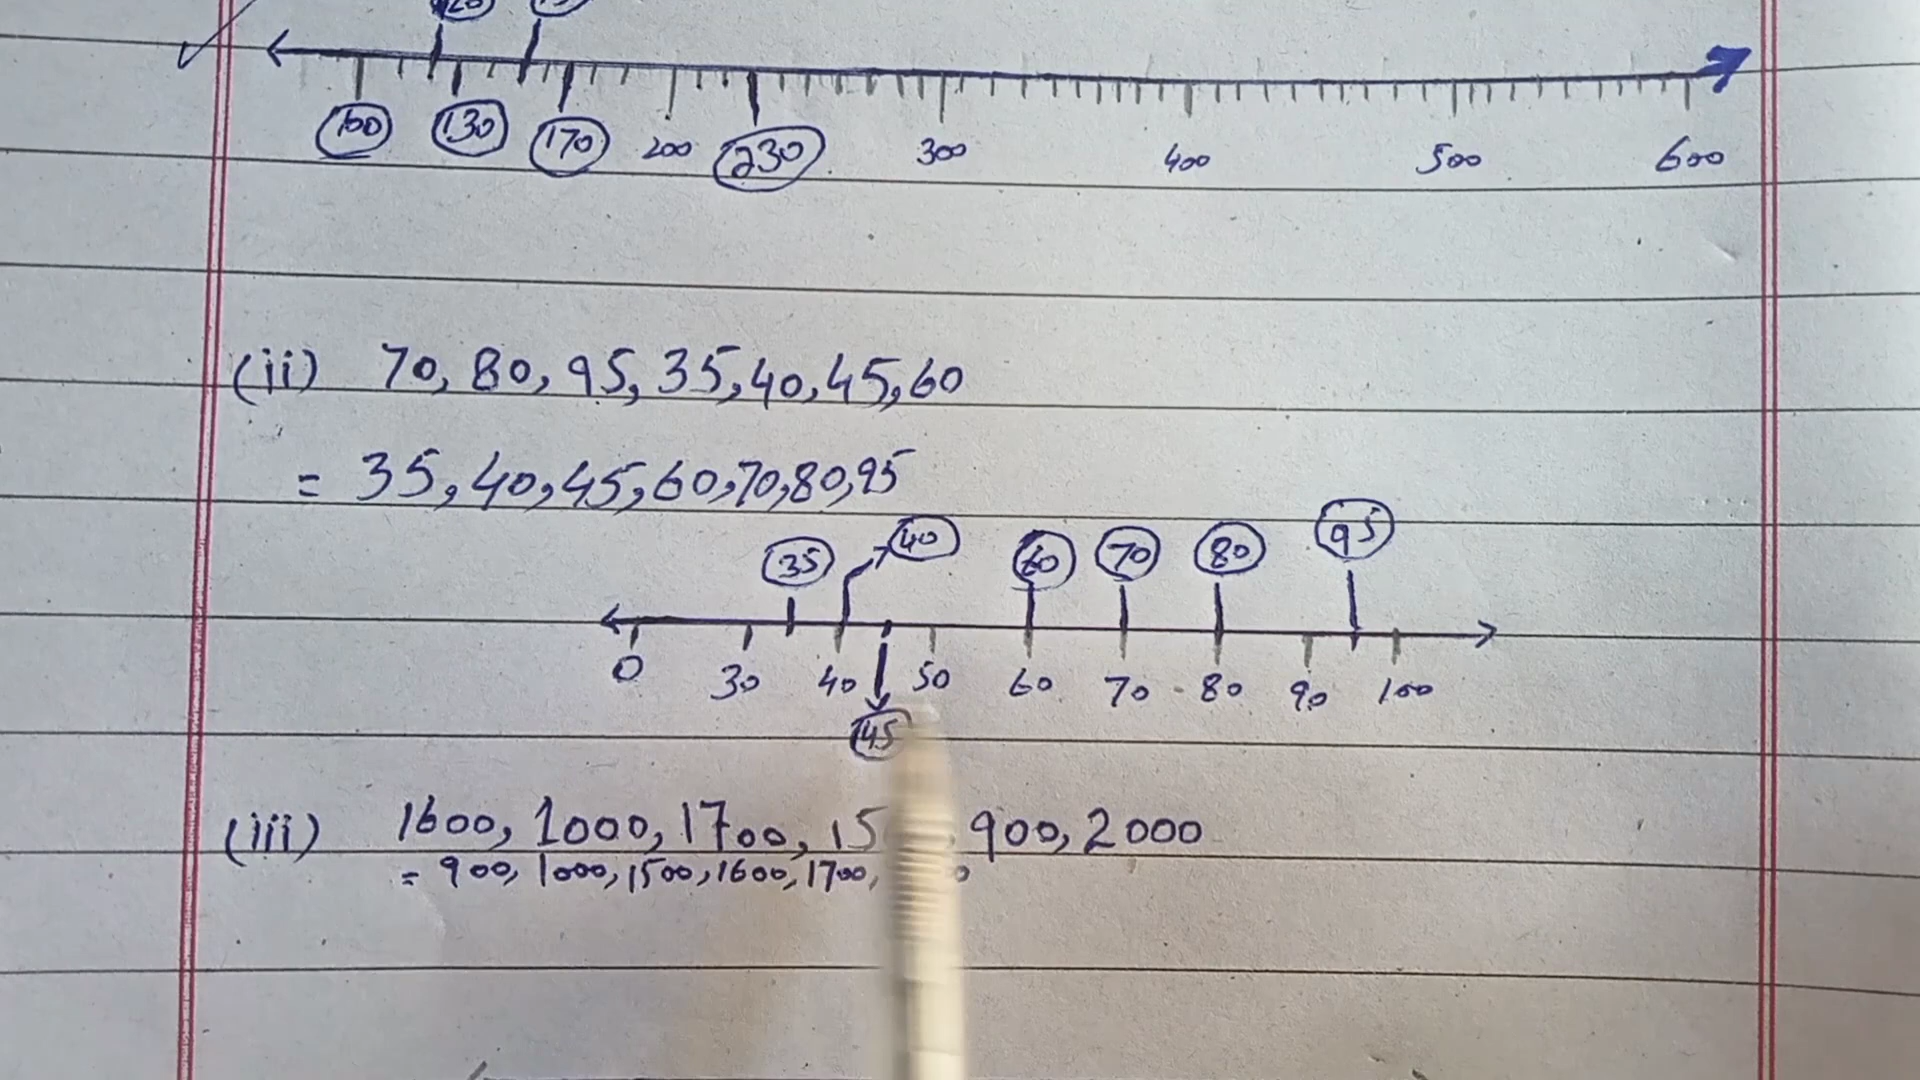 100 130 170 200 230 300 400 500 600
(ii) 70, 80, 95, 35, 40, 45, 60
= 35, 40, 45, 60, 70, 80, 95
35 40 60 70 80 95
0 30 40 50 60 70 80 90 100
45
(iii) 1600, 1000, 1700, 900, 2000
= 900, 1000, 1500, 1600, 1700,